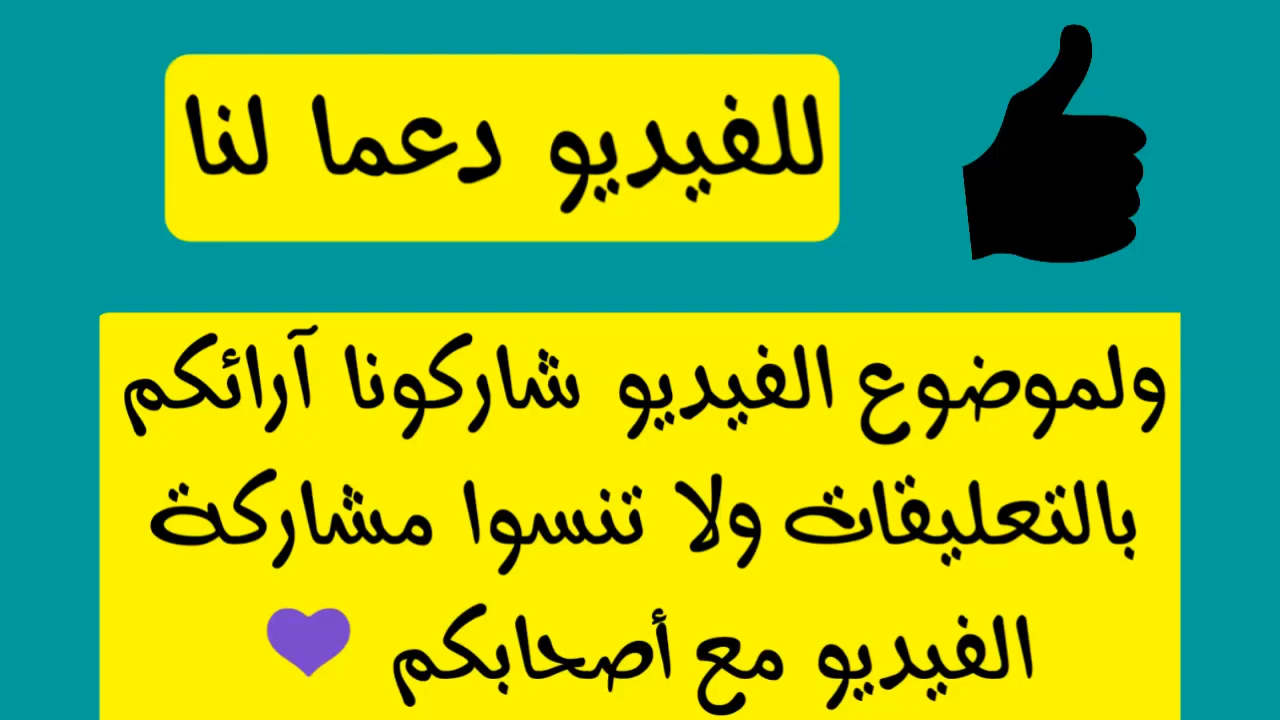 للفيديو دعما لنا
ولموضوع الفيديو شاركونا آرائكم
بالتعليقات ولا تنسوا مشاركة
الفيديو مع أصحابكم 💜